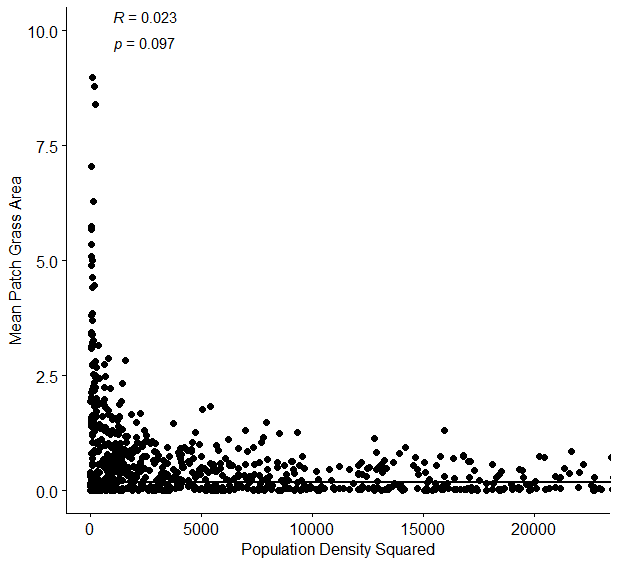 R = 0.023
p = 0.097
10.0
7.5
5.0
2.5
0.0
Mean Patch Grass Area
0 5000 10000 15000 20000
Population Density Squared